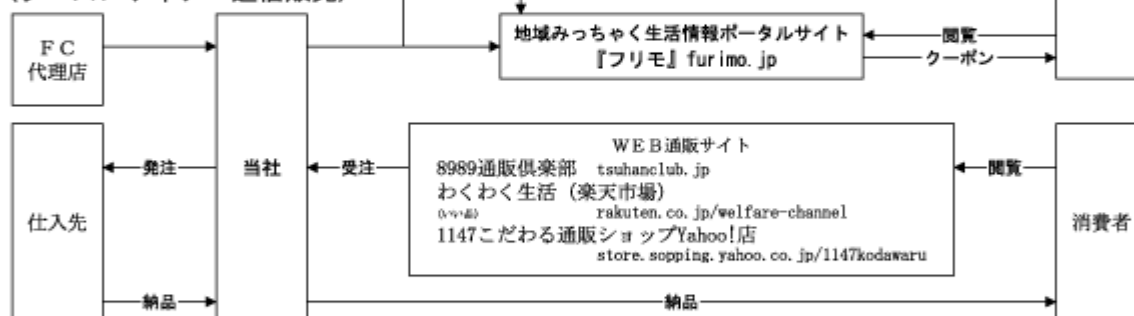 ＦＣ
代理店
地域みっちゃく生活情報ポータルサイト
『フリモ』furimo.jp
閲覧
クーポン
仕入先
発注
当社
受注
ＷＥＢ通販サイト
8989通販倶楽部 tsuhanclub.jp
わくわく生活（楽天市場）
(いい品) rakuten.co.jp/welfare-channel
1147こだわる通販ショップYahoo!店
store.sopping.yahoo.co.jp/1147kodawaru
閲覧
消費者
納品
納品